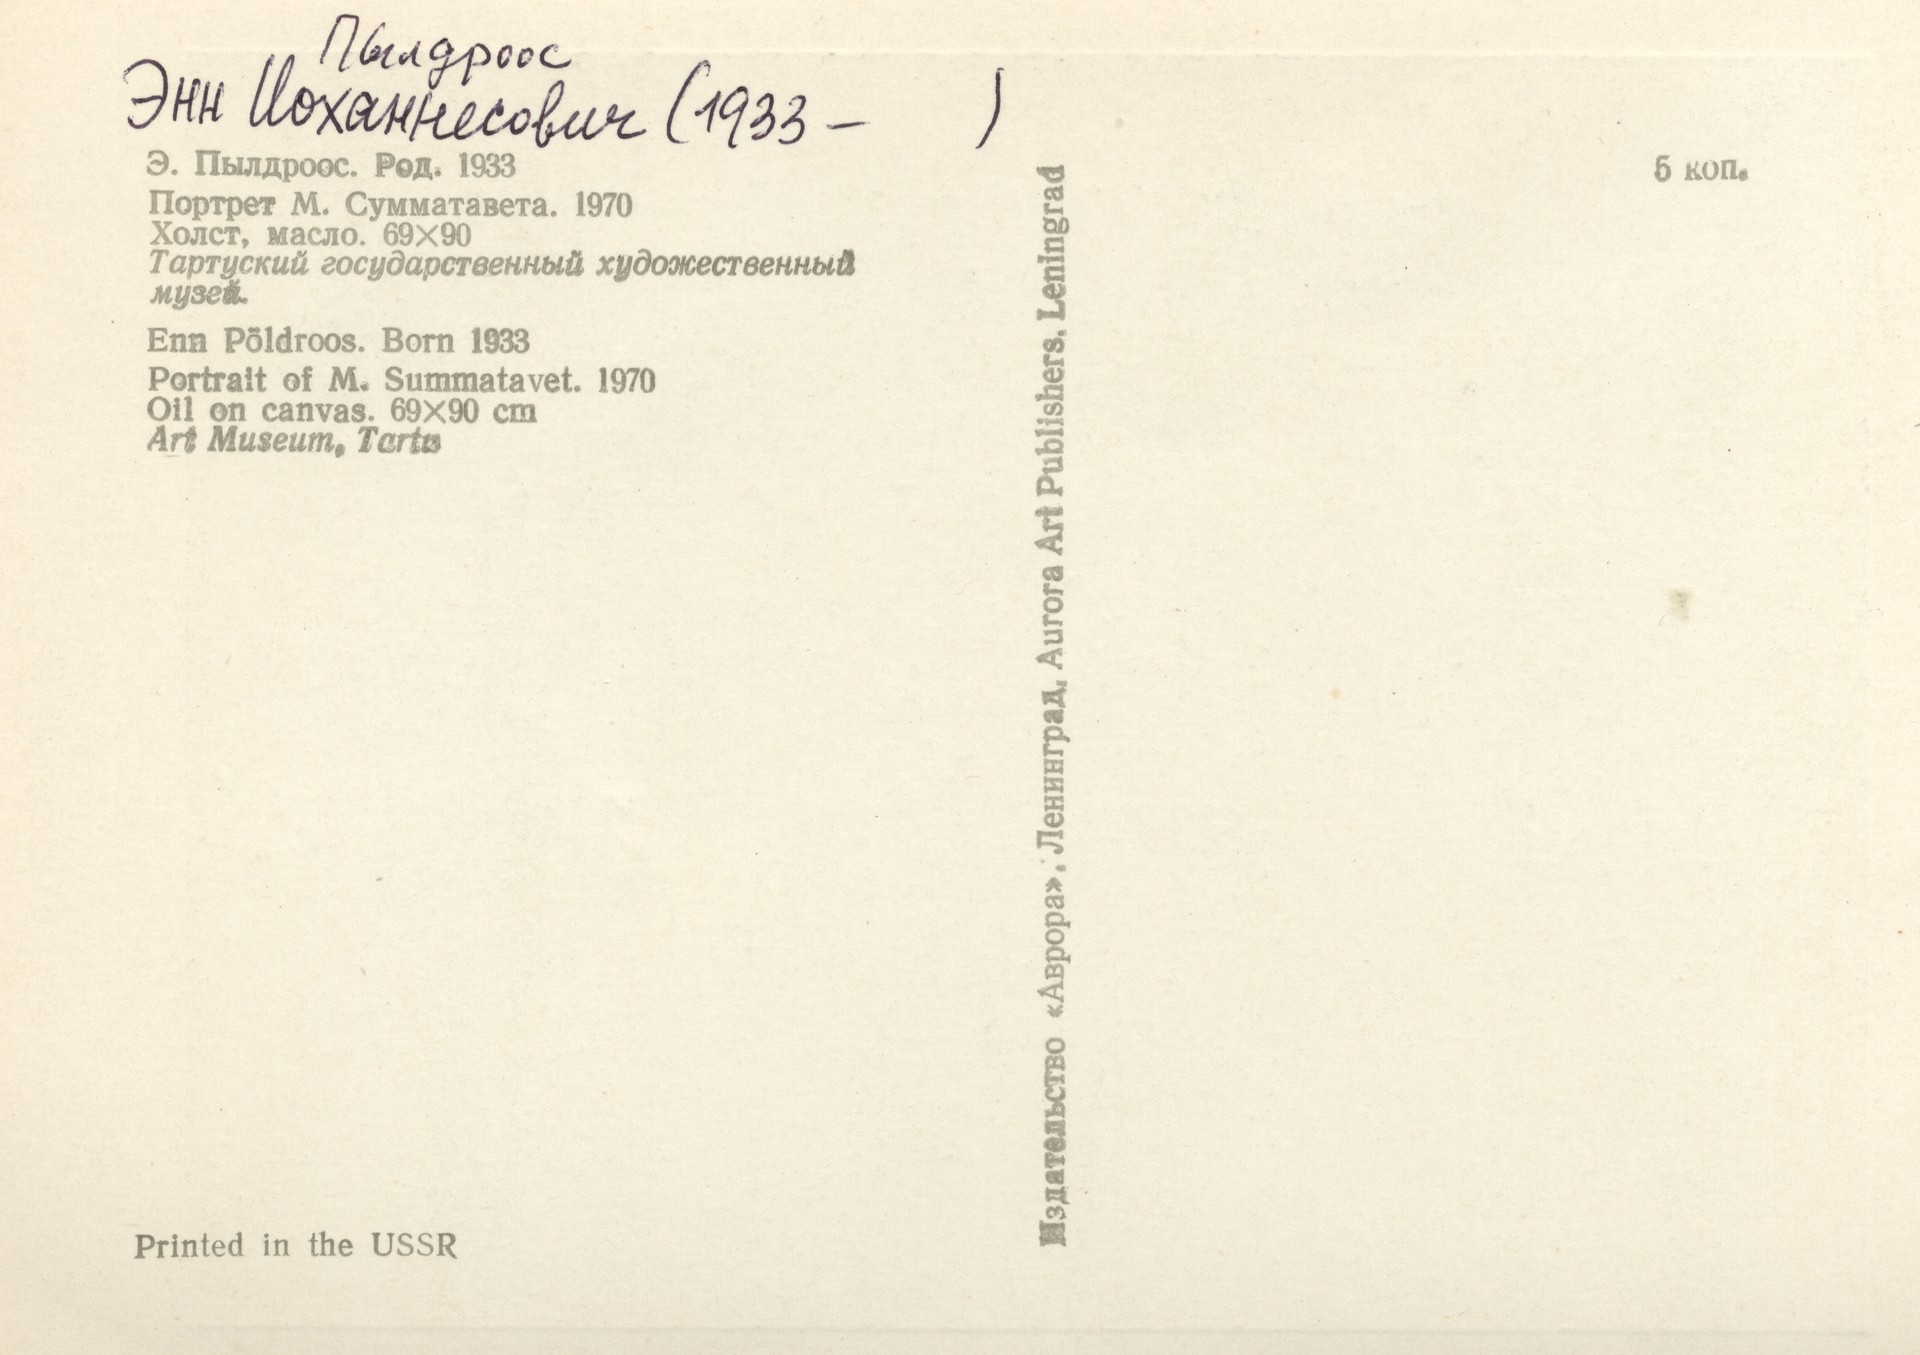 Пылдроос
Энн Иоханнесович (1933 – )
Э. Пылдроос. Род. 1933
Портрет М. Сумматавета. 1970
Холст, масло. 69×90
Тартуский государственный художественный
музей.
Enn Põldroos. Born 1933
Portrait of M. Summatavet. 1970
Oil on canvas. 69×90 cm
Art Museum, Tartu
Printed in the USSR
Издательство «Аврора». Ленинград. Aurora Art Publishers. Leningrad
5 коп.